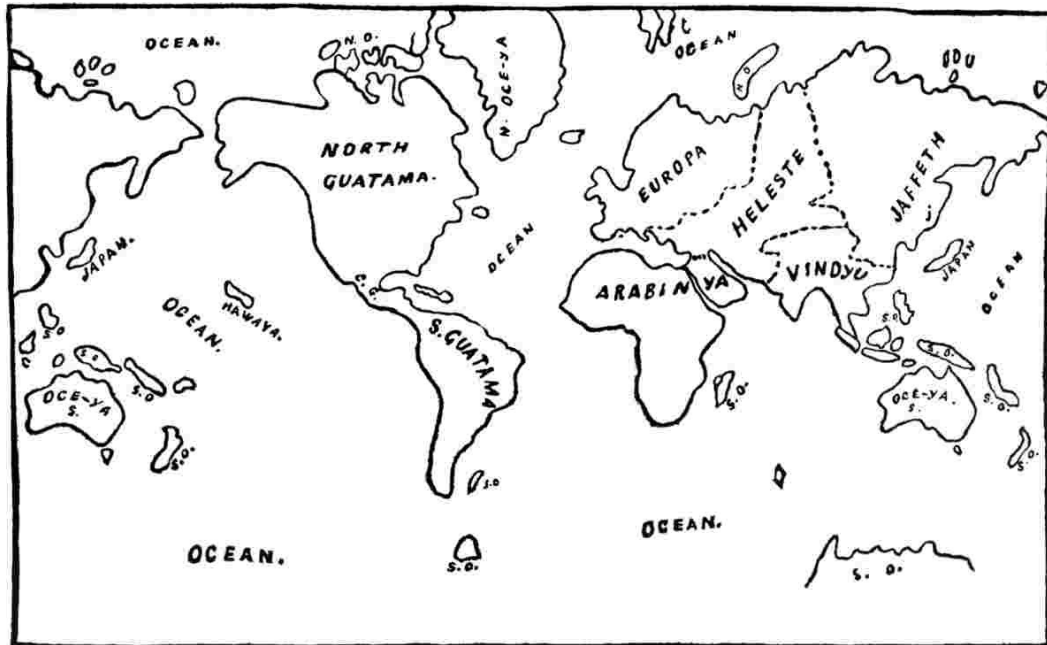 OCEAN.
N.O.
N. OCE-YA
OCEAN
N O
NORTH
GUATAMA.
EUROPA
HELESTE
JAFFETH
JAPAN.
OCEAN
JAPAN
OCEAN
VINDYU
ARABIN YA
C.G.
HAWAYA.
OCEAN.
S.O
S.O
S.O
S. GUATAMA
S.O.
S.O.
OCE-YA
S.
S.O.
OCE-YA.
S.
S.O.
S.O.
S.O
OCEAN.
OCEAN.
S.O.
S. O.